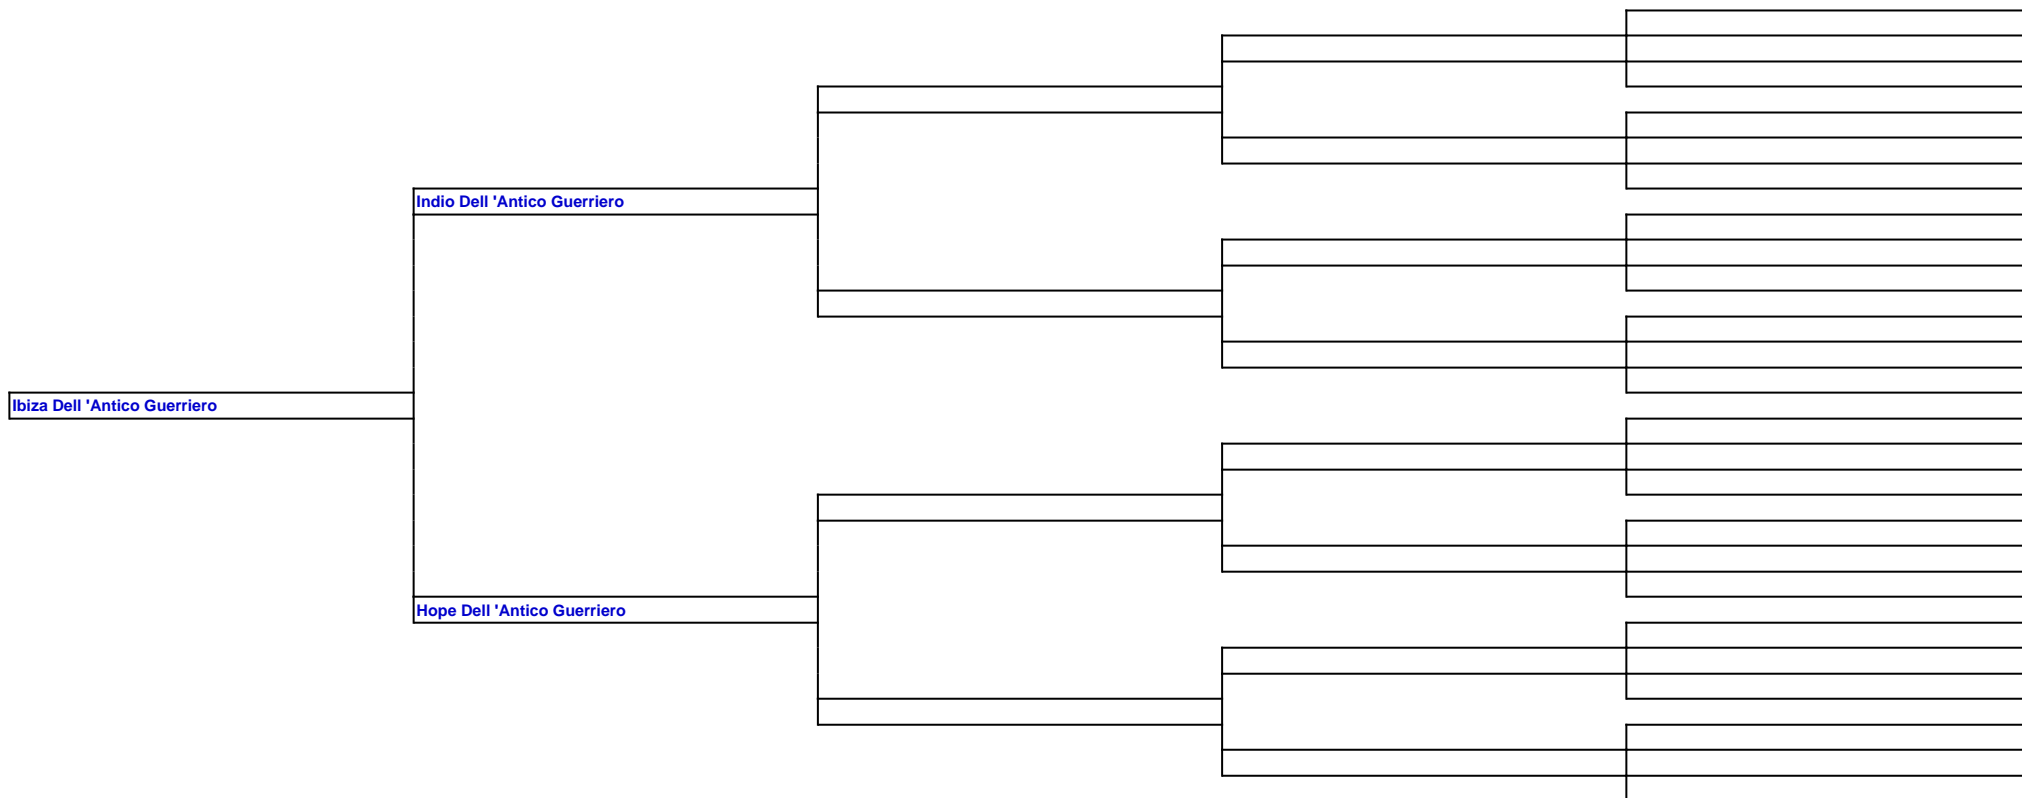 Indio Dell 'Antico Guerriero
Ibiza Dell 'Antico Guerriero
Hope Dell 'Antico Guerriero